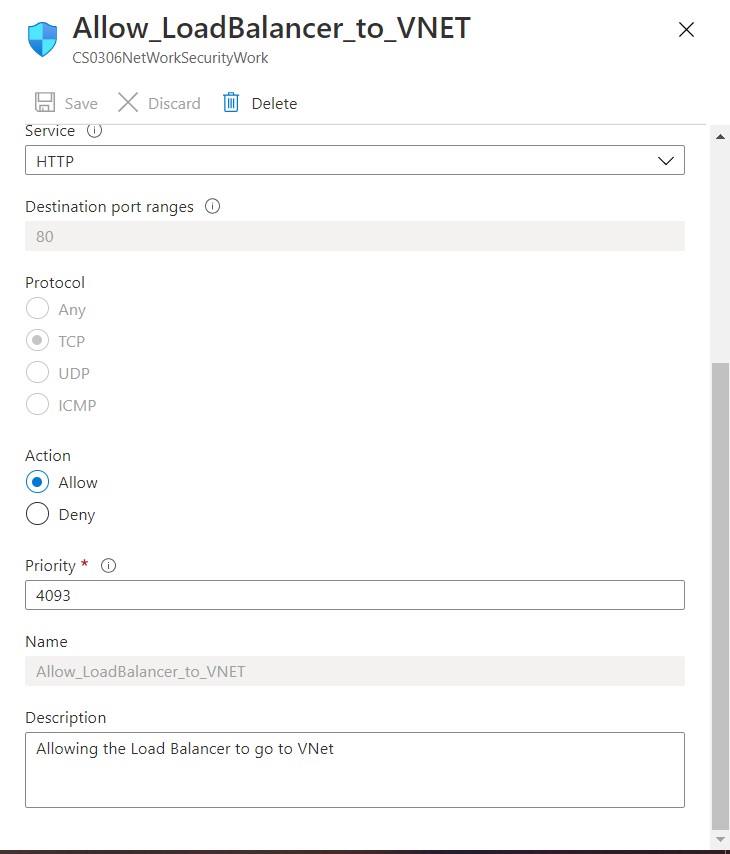 Allow_LoadBalancer_to_VNET
CS0306NetWorkSecurityWork
Save Discard Delete
Service
HTTP
Destination port ranges
80
Protocol
Any
TCP
UDP
ICMP
Action
Allow
Deny
Priority *
4093
Name
Allow_LoadBalancer_to_VNET
Description
Allowing the Load Balancer to go to VNet